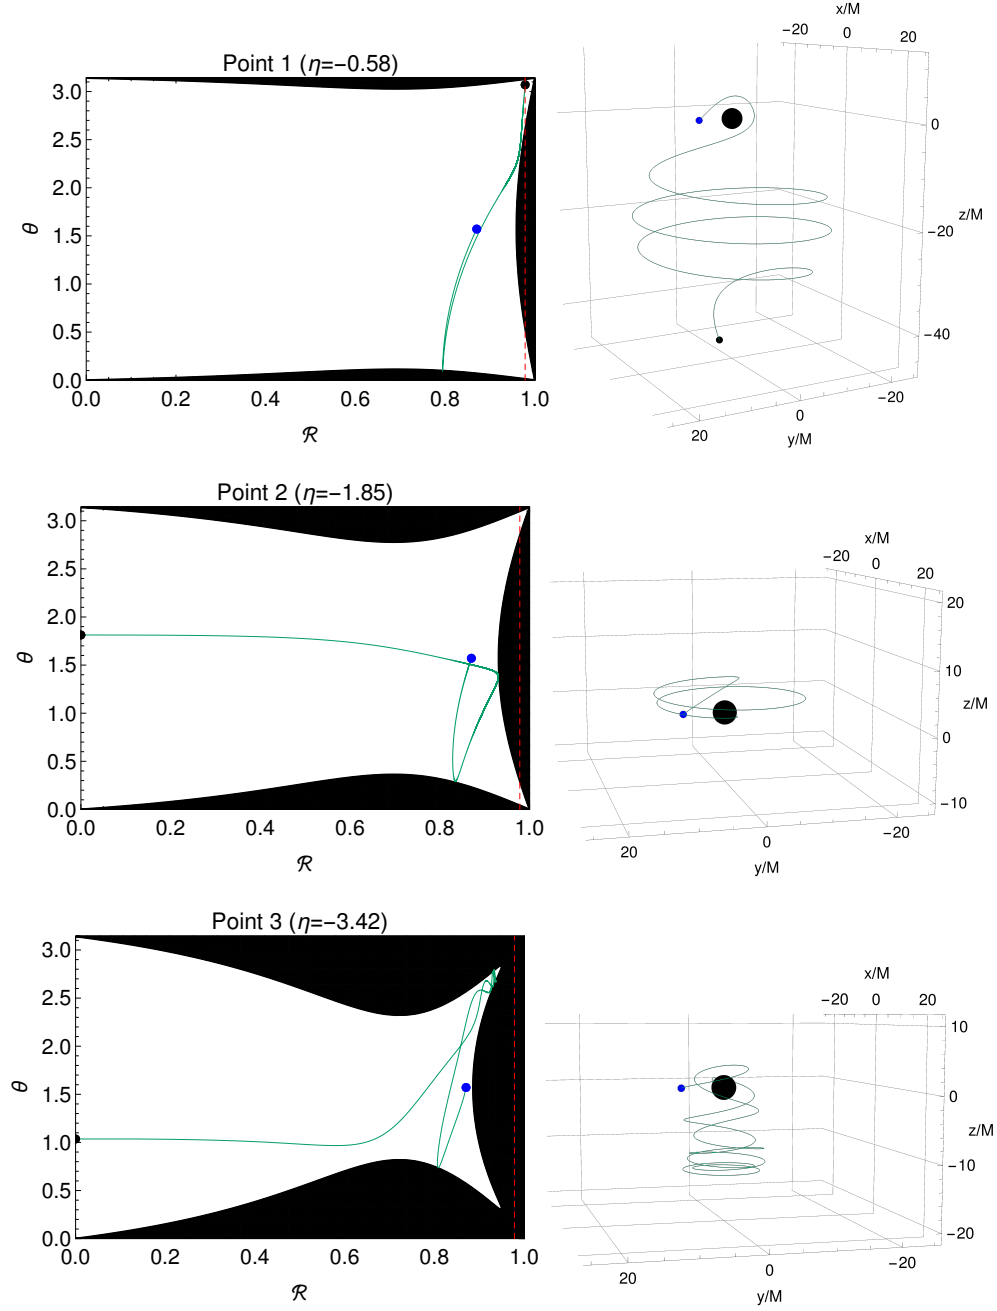 Point 1 (η=−0.58)
3.0
2.5
2.0
1.5
1.0
0.5
0.0
θ
0.0 0.2 0.4 0.6 0.8 1.0
ℛ
x/M
−20 0 20
0
z/M
−20
−40
20 0 −20
y/M
Point 2 (η=−1.85)
3.0
2.5
2.0
1.5
1.0
0.5
0.0
θ
0.0 0.2 0.4 0.6 0.8 1.0
ℛ
x/M
−20 0 20
20
10
z/M
0
−10
20 0 −20
y/M
Point 3 (η=−3.42)
3.0
2.5
2.0
1.5
1.0
0.5
0.0
θ
0.0 0.2 0.4 0.6 0.8 1.0
ℛ
x/M
−20 0 20
10
0
z/M
−10
−20
20 0 −20
y/M